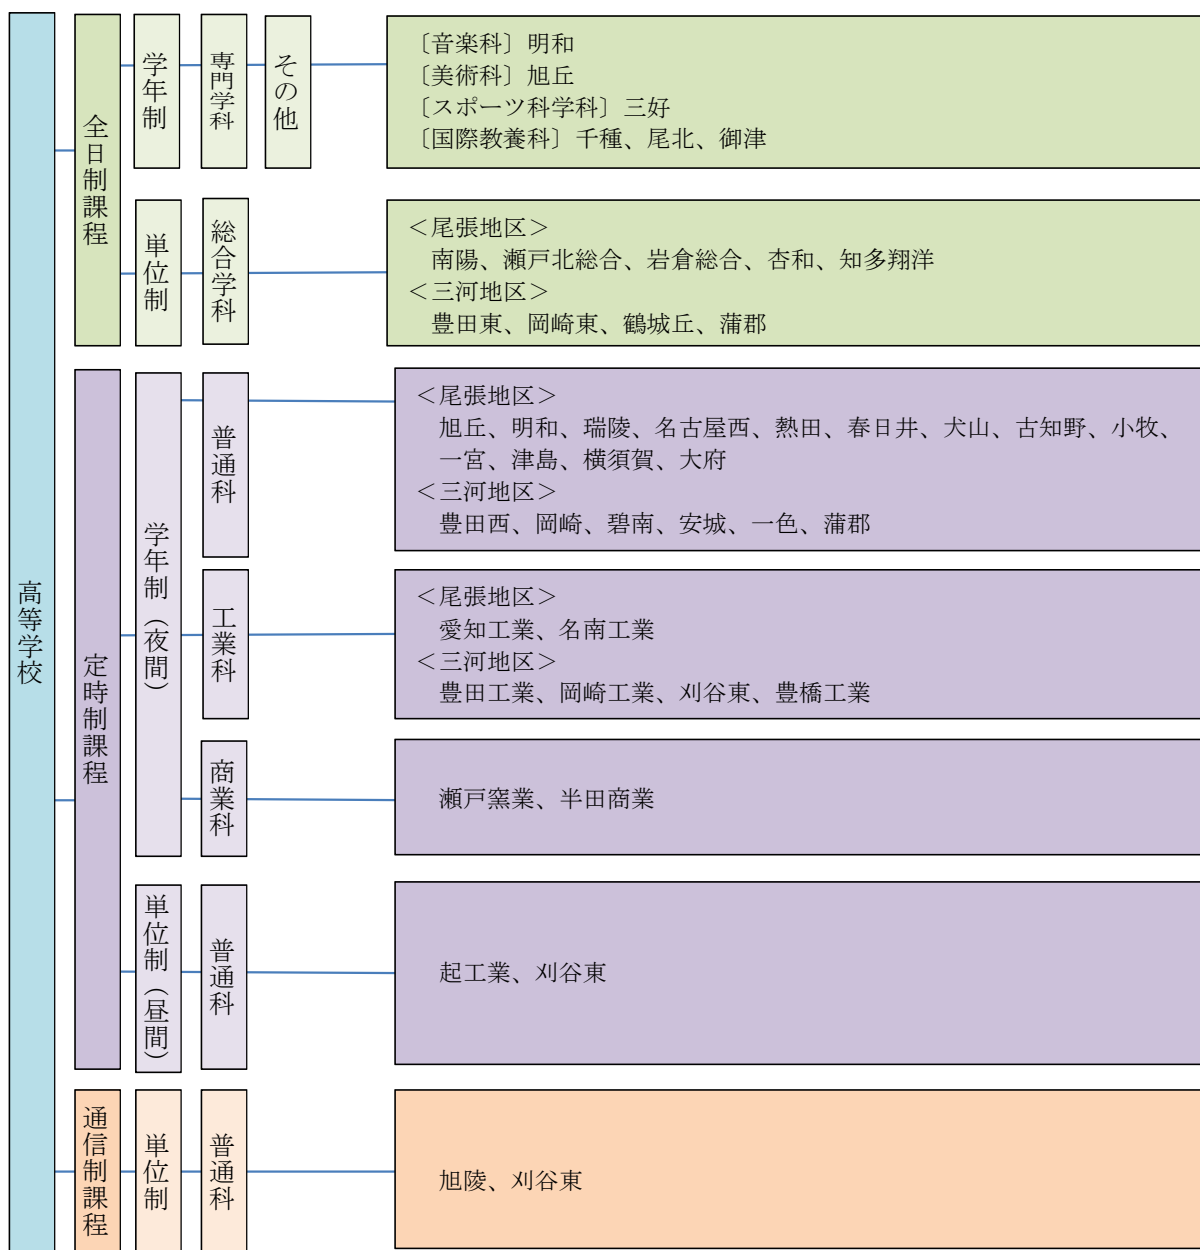 高等学校
全日制課程
学年制
専門学科
その他
〔音楽科〕明和
〔美術科〕旭丘
〔スポーツ科学科〕三好
〔国際教養科〕千種、尾北、御津
単位制
総合学科
＜尾張地区＞
南陽、瀬戸北総合、岩倉総合、杏和、知多翔洋
＜三河地区＞
豊田東、岡崎東、鶴城丘、蒲郡
定時制課程
学年制（夜間）
普通科
＜尾張地区＞
旭丘、明和、瑞陵、名古屋西、熱田、春日井、犬山、古知野、小牧、
一宮、津島、横須賀、大府
＜三河地区＞
豊田西、岡崎、碧南、安城、一色、蒲郡
工業科
＜尾張地区＞
愛知工業、名南工業
＜三河地区＞
豊田工業、岡崎工業、刈谷東、豊橋工業
商業科
瀬戸窯業、半田商業
単位制（昼間）
普通科
起工業、刈谷東
通信制課程
単位制
普通科
旭陵、刈谷東